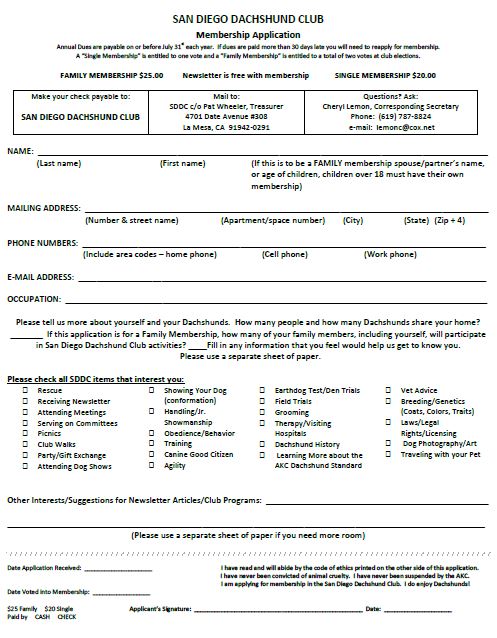 SAN DIEGO DACHSHUND CLUB
Membership Application
Annual Dues are payable on or before July 31st each year. If dues are paid more than 30 days late you will need to reapply for membership.
A "Single Membership" is entitled to one vote and a "Family Membership" is entitled to a total of two votes at club elections.
FAMILY MEMBERSHIP $25.00 Newsletter is free with membership SINGLE MEMBERSHIP $20.00
Make your check payable to:
SAN DIEGO DACHSHUND CLUB
Mail to:
SDDC c/o Pat Wheeler, Treasurer
4701 Date Avenue #308
La Mesa, CA 91942-0291
Questions? Ask:
Cheryl Lemon, Corresponding Secretary
Phone: (619) 787-8824
e-mail: lemonc@cox.net
NAME:
(Last name) (First name) (If this is to be a FAMILY membership spouse/partner's name,
or age of children, children over 18 must have their own
membership)
MAILING ADDRESS:
(Number & street name) (Apartment/space number) (City) (State) (Zip + 4)
PHONE NUMBERS:
(Include area codes – home phone) (Cell phone) (Work phone)
E-MAIL ADDRESS:
OCCUPATION:
Please tell us more about yourself and your Dachshunds. How many people and how many Dachshunds share your home?
______ If this application is for a Family Membership, how many of your family members, including yourself, will participate
in San Diego Dachshund Club activities? ____Fill in any information that you feel would help us get to know you.
Please use a separate sheet of paper.
Please check all SDDC items that interest you:
Rescue
Receiving Newsletter
Attending Meetings
Serving on Committees
Picnics
Club Walks
Party/Gift Exchange
Attending Dog Shows
Showing Your Dog
(conformation)
Handling/Jr.
Showmanship
Obedience/Behavior
Training
Canine Good Citizen
Agility
Earthdog Test/Den Trials
Field Trials
Grooming
Therapy/Visiting
Hospitals
Dachshund History
Learning More about the
AKC Dachshund Standard
Vet Advice
Breeding/Genetics
(Coats, Colors, Traits)
Laws/Legal
Rights/Licensing
Dog Photography/Art
Traveling with your Pet
Other Interests/Suggestions for Newsletter Articles/Club Programs:
(Please use a separate sheet of paper if you need more room)
Date Application Received:
Date Voted into Membership:
$25 Family $20 Single
Paid by CASH CHECK
I have read and will abide by the code of ethics printed on the other side of this application.
I have never been convicted of animal cruelty. I have never been suspended by the AKC.
I am applying for membership in the San Diego Dachshund Club. I do enjoy Dachshunds!
Applicant's Signature: Date: